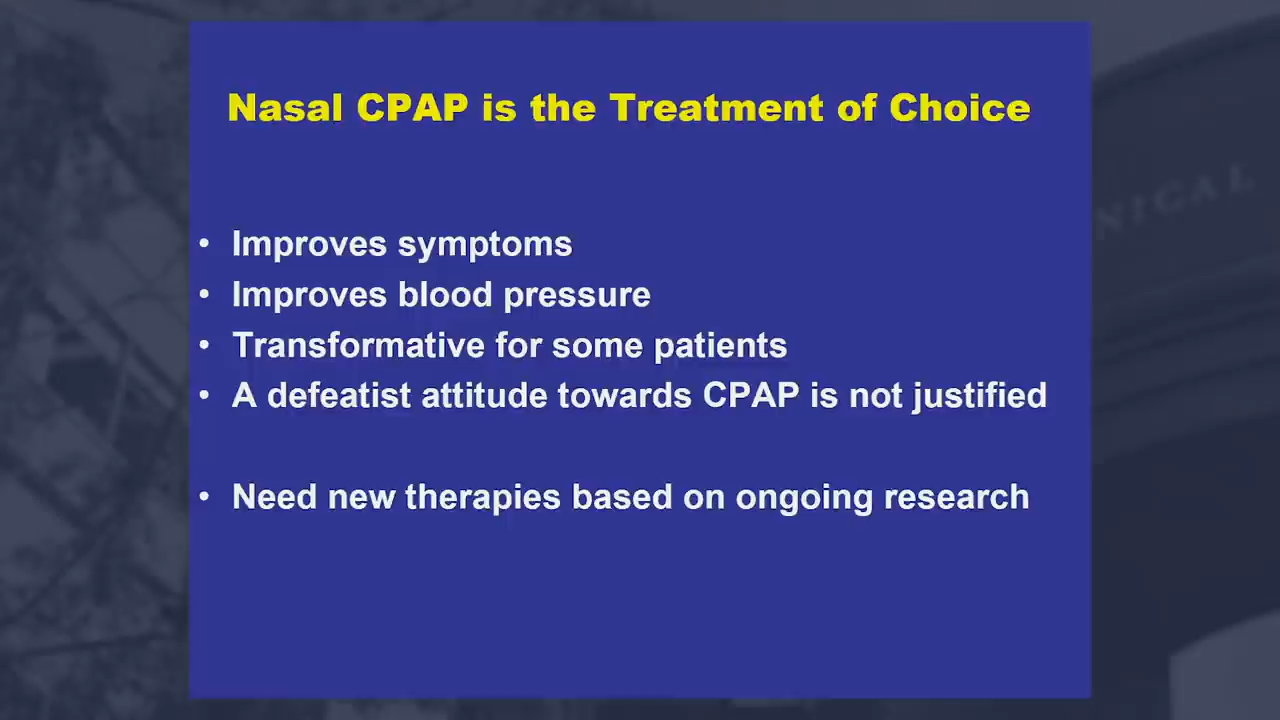 Nasal CPAP is the Treatment of Choice
• Improves symptoms
• Improves blood pressure
• Transformative for some patients
• A defeatist attitude towards CPAP is not justified
• Need new therapies based on ongoing research